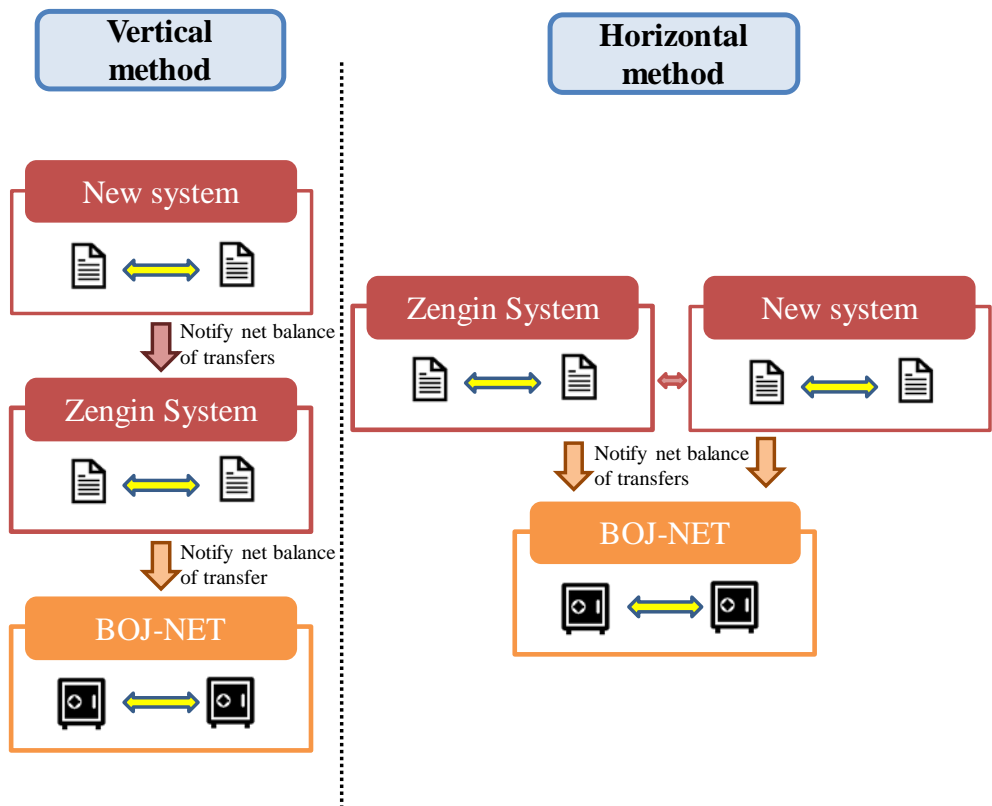 Vertical
method
New system
Notify net balance
of transfers
Zengin System
Notify net balance
of transfer
BOJ-NET
Horizontal
method
Zengin System
New system
Notify net balance
of transfers
BOJ-NET